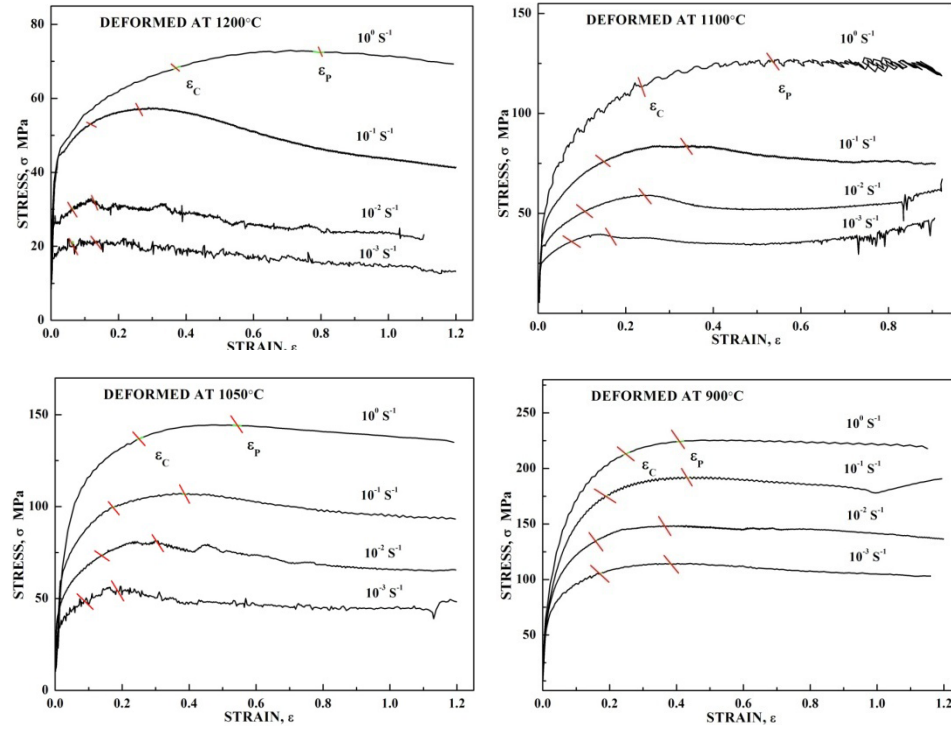 DEFORMED AT 1200°C
10⁰ S⁻¹
ε_C
ε_P
10⁻¹ S⁻¹
10⁻² S⁻¹
10⁻³ S⁻¹
STRESS, σ MPa
80
60
40
20
0
0.0 0.2 0.4 0.6 0.8 1.0 1.2
STRAIN, ε
DEFORMED AT 1100°C
10⁰ S⁻¹
ε_C
ε_P
10⁻¹ S⁻¹
10⁻² S⁻¹
10⁻³ S⁻¹
STRESS, σ MPa
150
100
50
0.0 0.2 0.4 0.6 0.8
STRAIN, ε
DEFORMED AT 1050°C
10⁰ S⁻¹
ε_C
ε_P
10⁻¹ S⁻¹
10⁻² S⁻¹
10⁻³ S⁻¹
STRESS, σ MPa
150
100
50
0
0.0 0.2 0.4 0.6 0.8 1.0 1.2
STRAIN, ε
DEFORMED AT 900°C
10⁰ S⁻¹
ε_C
ε_P
10⁻¹ S⁻¹
10⁻² S⁻¹
10⁻³ S⁻¹
STRESS, σ MPa
250
225
150
100
50
0.0 0.2 0.4 0.6 0.8 1.0 1.2
STRAIN, ε